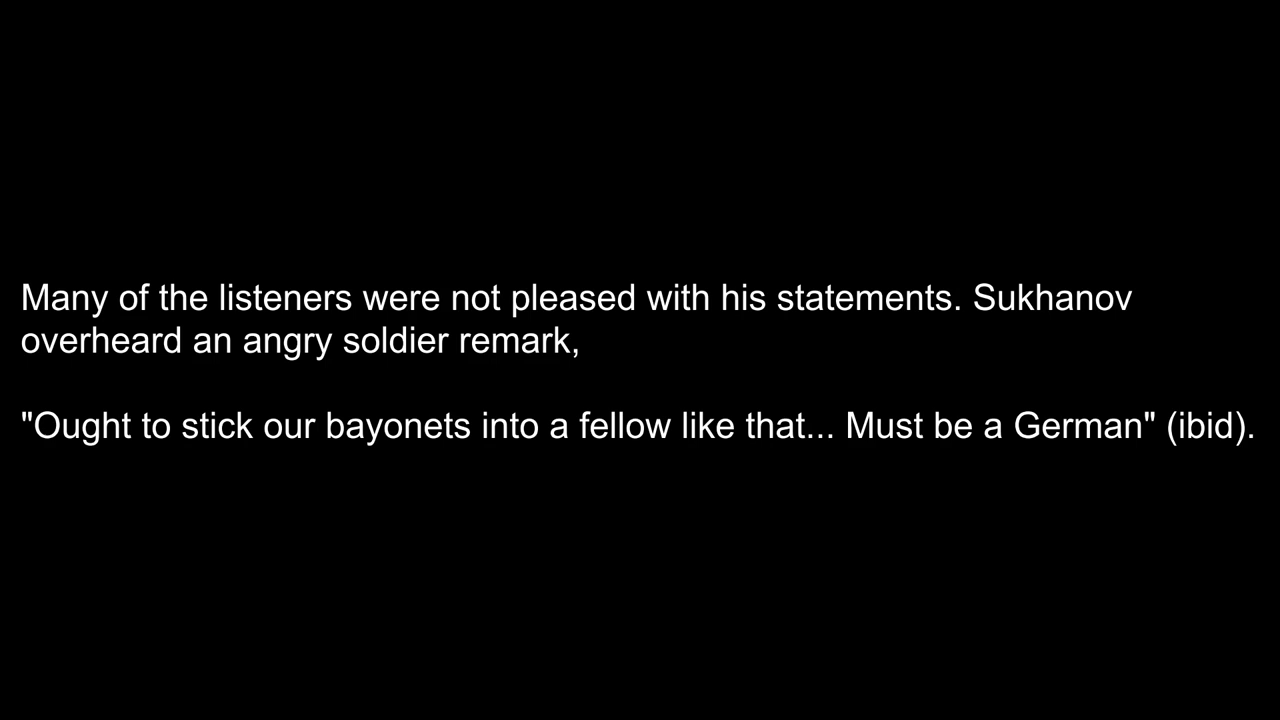 Many of the listeners were not pleased with his statements. Sukhanov
overheard an angry soldier remark,
"Ought to stick our bayonets into a fellow like that... Must be a German" (ibid).